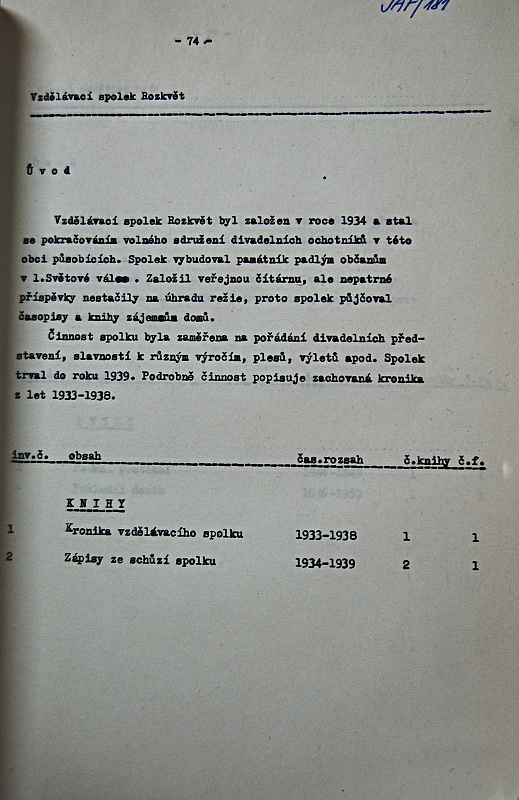 JAF/181
- 74 -
Vzdělávací spolek Rozkvět
Ú v o d
Vzdělávací spolek Rozkvět byl založen v roce 1934 a stal
se pokračováním volného sdružení divadelních ochotníků v této
obci působících. Spolek vybudoval památník padlým občanům
v 1.Světové válce . Založil veřejnou čítárnu, ale nepatrné
příspěvky nestačily na úhradu režie, proto spolek půjčoval
časopisy a knihy zájemcům domů.
Činnost spolku byla zaměřena na pořádání divadelních před-
stavení, slavností k různým výročím, plesů, výletů apod. Spolek
trval do roku 1939. Podrobně činnost popisuje zachovaná kronika
z let 1933-1938.
inv.č. obsah čas.rozsah č.knihy č.f.
K N I H Y
1 Kronika vzdělávacího spolku 1933-1938 1 1
2 Zápisy ze schůzí spolku 1934-1939 2 1